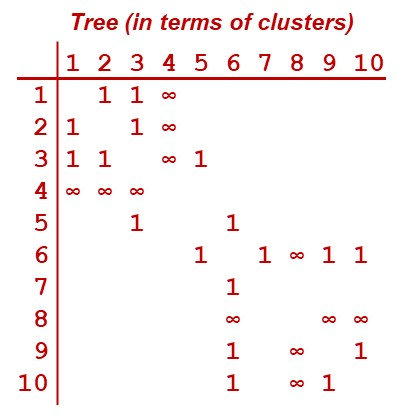 Tree (in terms of clusters)
1 2 3 4 5 6 7 8 9 10
1 1 1 ∞
2 1 1 ∞
3 1 1 ∞ 1
4 ∞ ∞ ∞
5 1 1
6 1 1 ∞ 1 1
7 1
8 ∞ ∞ ∞
9 1 ∞ 1
10 1 ∞ 1